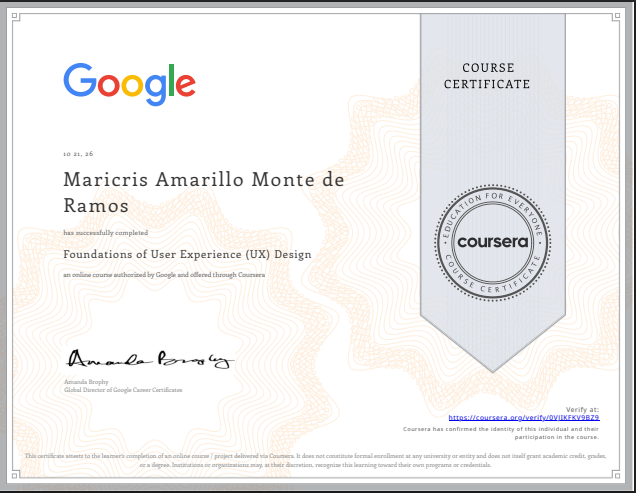 Google
COURSE
CERTIFICATE
10 21, 26
Maricris Amarillo Monte de
Ramos
has successfully completed
Foundations of User Experience (UX) Design
an online course authorized by Google and offered through Coursera
EDUCATION FOR EVERYONE
coursera
COURSE CERTIFICATE
Amanda Brophy
Amanda Brophy
Global Director of Google Career Certificates
Verify at:
https://coursera.org/verify/0VIJKFKV9BZ9
Coursera has confirmed the identity of this individual and their
participation in the course.
This certificate attests to the learner's completion of an online course / project delivered via Coursera. It does not constitute formal enrollment at any university or entity and does not itself grant academic credit, grades,
or a degree. Institutions or organizations may, at their discretion, recognize this learning toward their own programs or credentials.